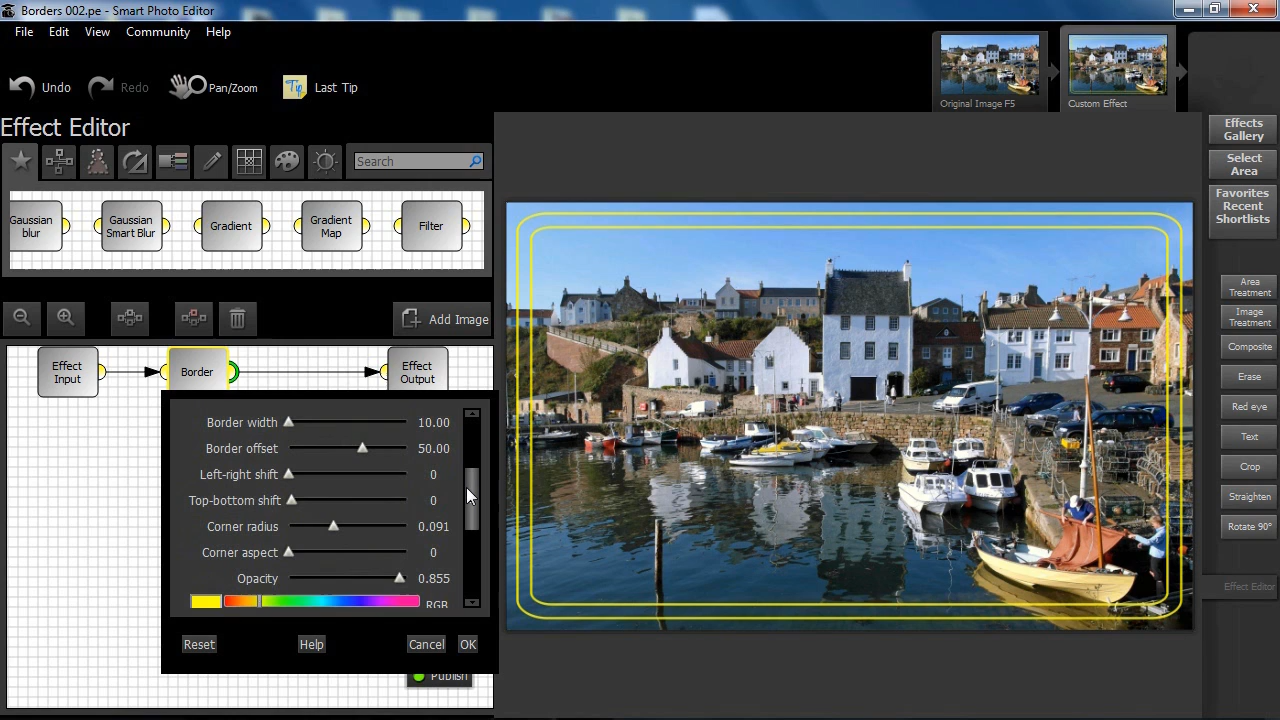 Borders 002.pe - Smart Photo Editor
File Edit View Community Help
Undo Redo Pan/Zoom Tip Last Tip
Original Image F5 Custom Effect
Effect Editor
Search
Gaussian blur
Gaussian Smart Blur
Gradient
Gradient Map
Filter
Add Image
Effect Input
Border
Effect Output
Border width 10.00
Border offset 50.00
Left-right shift 0
Top-bottom shift 0
Corner radius 0.091
Corner aspect 0
Opacity 0.855
RGB
Reset Help Cancel OK
Publish
Effects Gallery
Select Area
Favorites
Recent
Shortlists
Area Treatment
Image Treatment
Composite
Erase
Red eye
Text
Crop
Straighten
Rotate 90°
Effect Editor